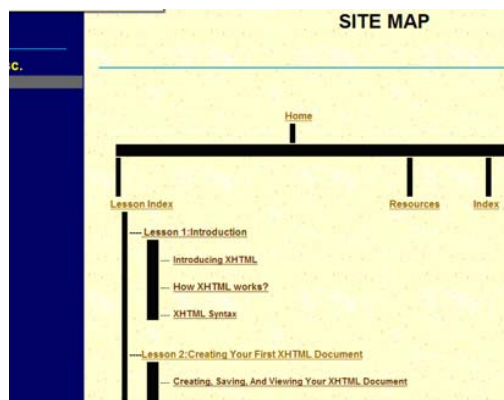 SITE MAP
sc.
Home
Lesson Index
Resources
Index
Lesson 1:Introduction
Introducing XHTML
How XHTML works?
XHTML Syntax
Lesson 2:Creating Your First XHTML Document
Creating, Saving, And Viewing Your XHTML Document